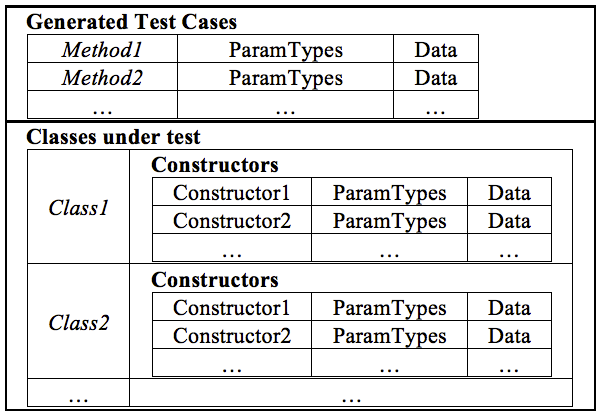 Generated Test Cases
Method1 ParamTypes Data
Method2 ParamTypes Data
... ... ...
Classes under test
Constructors
Class1
Constructor1 ParamTypes Data
Constructor2 ParamTypes Data
... ... ...
Constructors
Class2
Constructor1 ParamTypes Data
Constructor2 ParamTypes Data
... ... ...
... ...